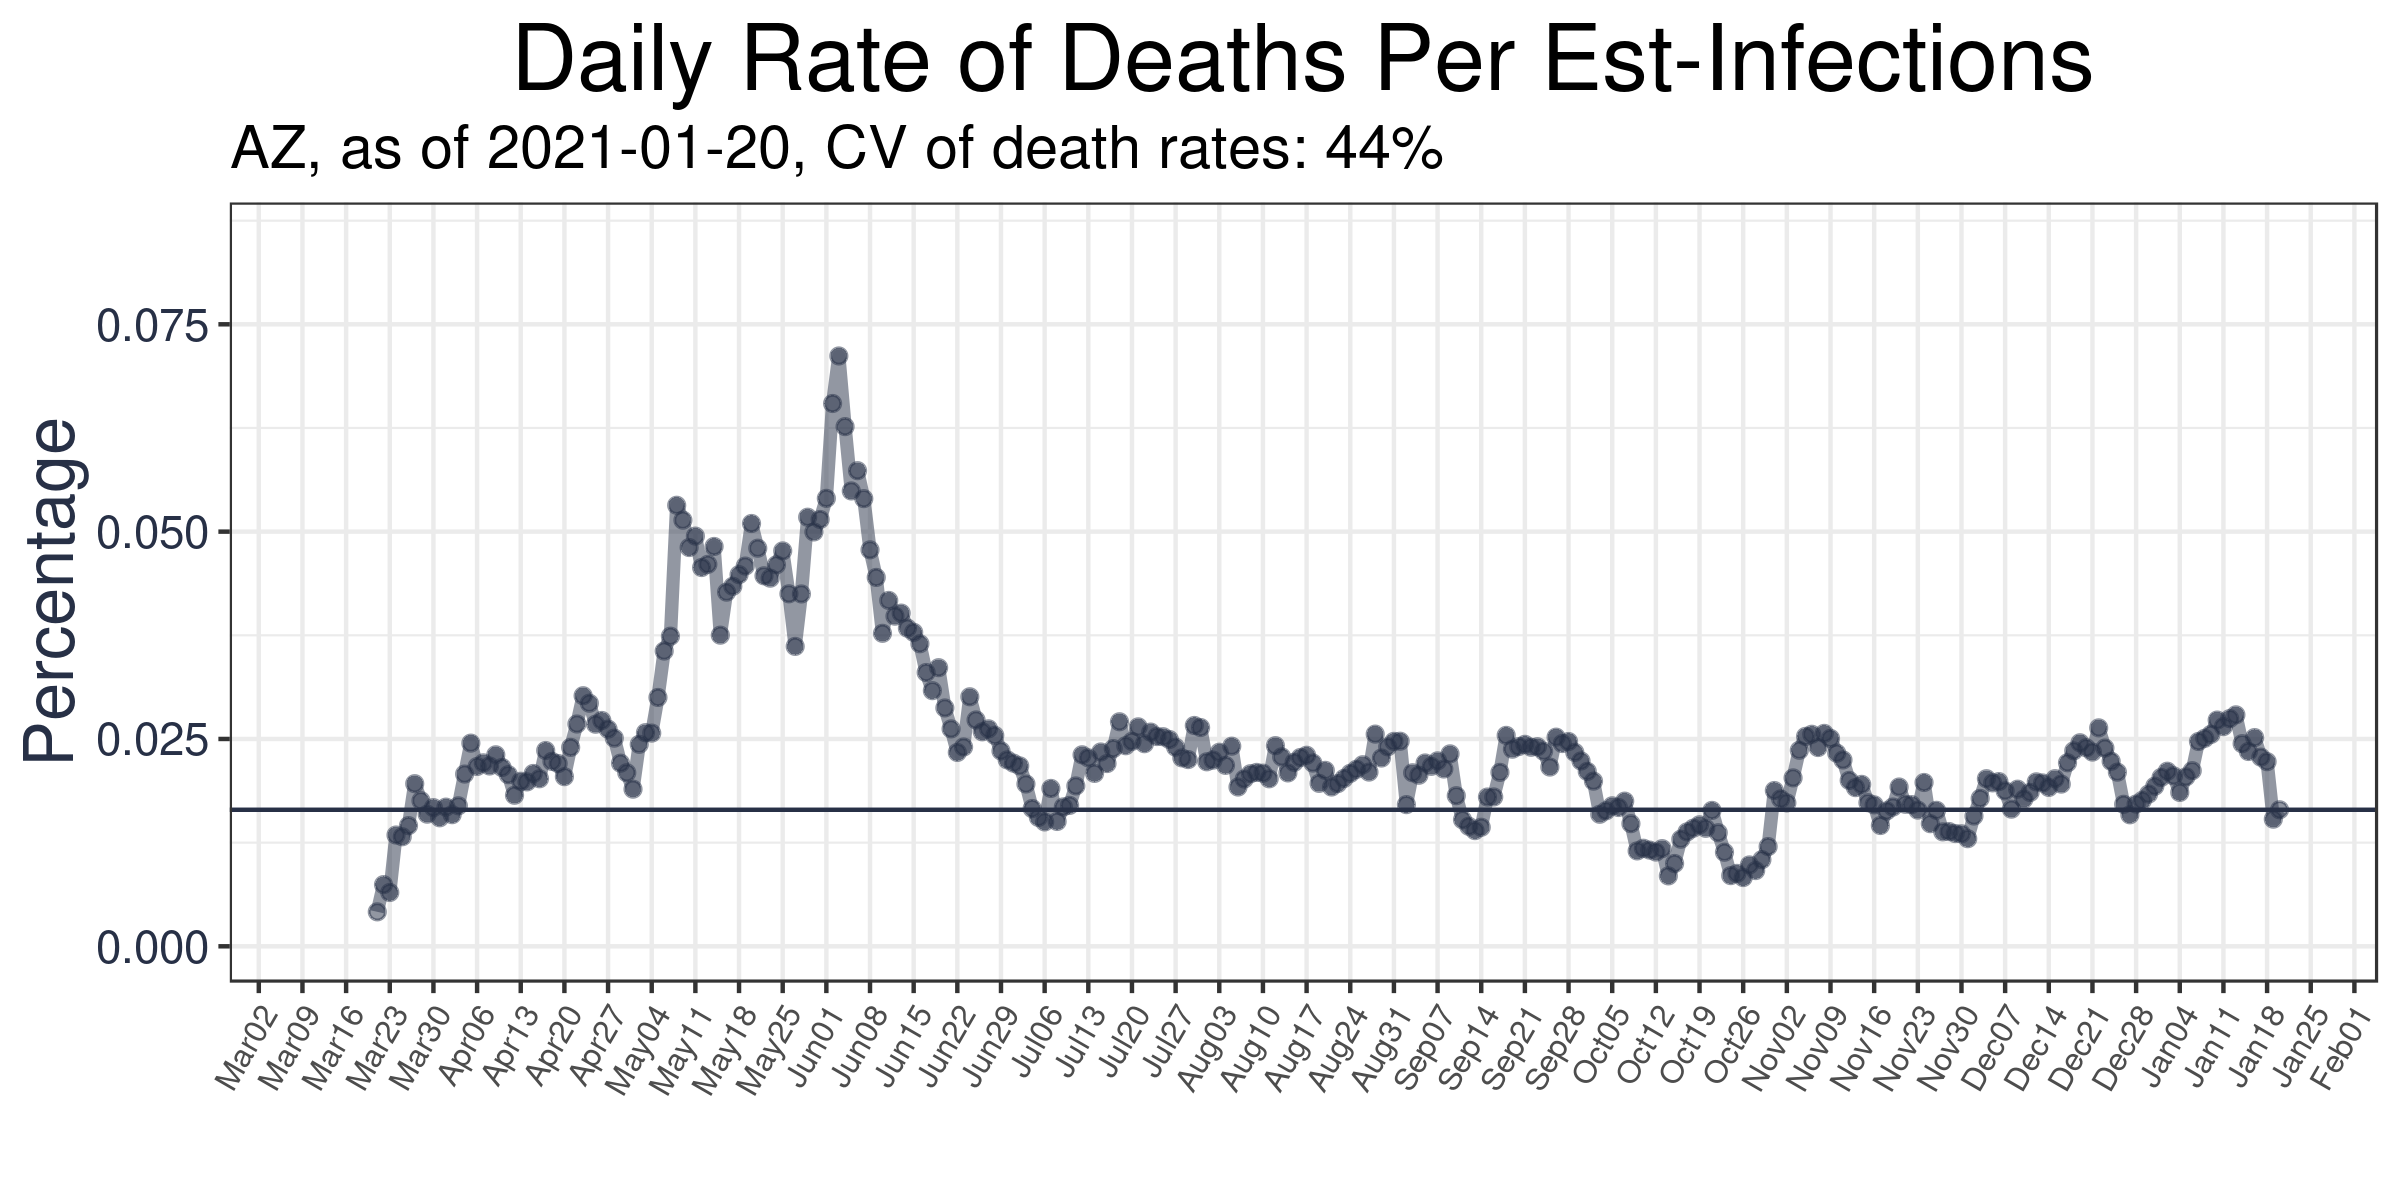 Daily Rate of Deaths Per Est-Infections
AZ, as of 2021-01-20, CV of death rates: 44%
Percentage
0.075
0.050
0.025
0.000
Mar02 Mar09 Mar16 Mar23 Mar30 Apr06 Apr13 Apr20 Apr27 May04 May11 May18 May25 Jun01 Jun08 Jun15 Jun22 Jun29 Jul06 Jul13 Jul20 Jul27 Aug03 Aug10 Aug17 Aug24 Aug31 Sep07 Sep14 Sep21 Sep28 Oct05 Oct12 Oct19 Oct26 Nov02 Nov09 Nov16 Nov23 Nov30 Dec07 Dec14 Dec21 Dec28 Jan04 Jan11 Jan18 Jan25 Feb01